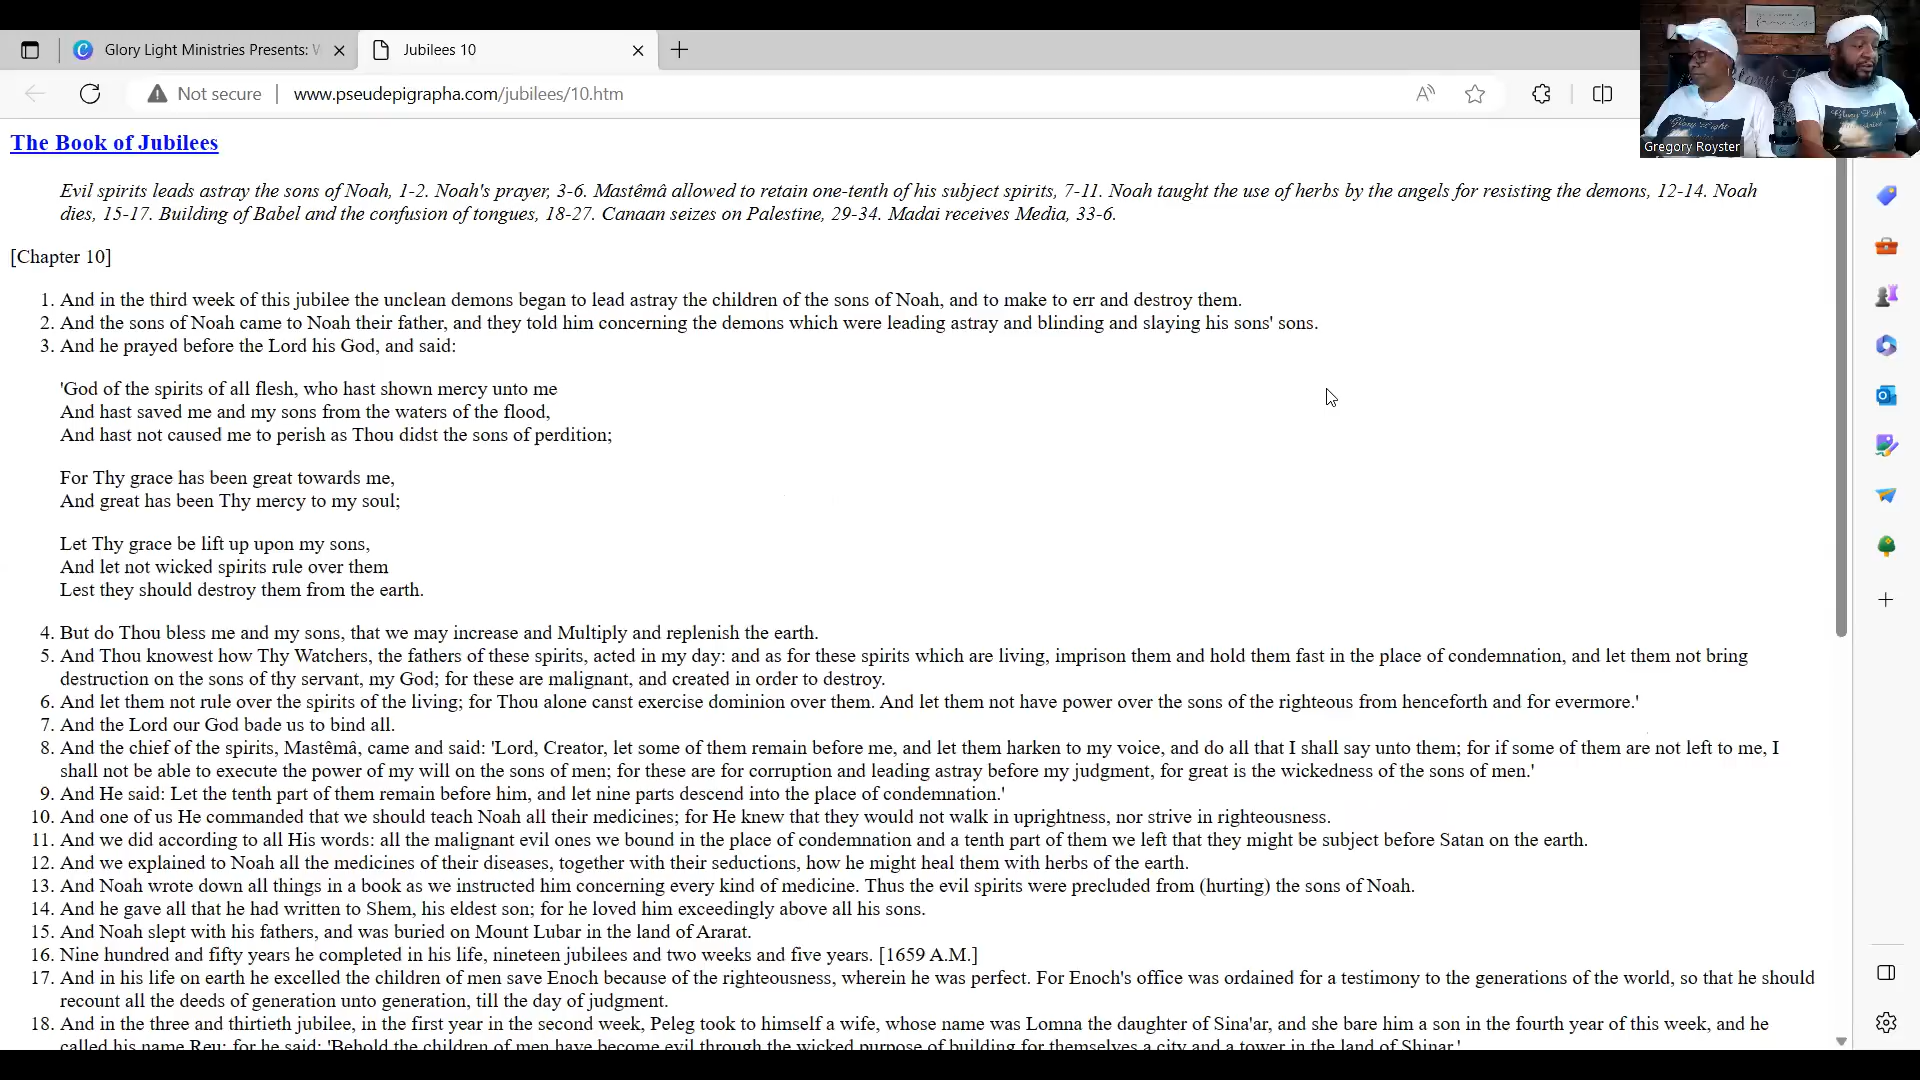 Glory Light Ministries Presents: W
Jubilees 10
Not secure
www.pseudepigrapha.com/jubilees/10.htm
Gregory Royster
The Book of Jubilees
Evil spirits leads astray the sons of Noah, 1-2. Noah's prayer, 3-6. Mastêmâ allowed to retain one-tenth of his subject spirits, 7-11. Noah taught the use of herbs by the angels for resisting the demons, 12-14. Noah
dies, 15-17. Building of Babel and the confusion of tongues, 18-27. Canaan seizes on Palestine, 29-34. Madai receives Media, 33-6.
[Chapter 10]
1. And in the third week of this jubilee the unclean demons began to lead astray the children of the sons of Noah, and to make to err and destroy them.
2. And the sons of Noah came to Noah their father, and they told him concerning the demons which were leading astray and blinding and slaying his sons' sons.
3. And he prayed before the Lord his God, and said:
'God of the spirits of all flesh, who hast shown mercy unto me
And hast saved me and my sons from the waters of the flood,
And hast not caused me to perish as Thou didst the sons of perdition;
For Thy grace has been great towards me,
And great has been Thy mercy to my soul;
Let Thy grace be lift up upon my sons,
And let not wicked spirits rule over them
Lest they should destroy them from the earth.
4. But do Thou bless me and my sons, that we may increase and Multiply and replenish the earth.
5. And Thou knowest how Thy Watchers, the fathers of these spirits, acted in my day: and as for these spirits which are living, imprison them and hold them fast in the place of condemnation, and let them not bring
destruction on the sons of thy servant, my God; for these are malignant, and created in order to destroy.
6. And let them not rule over the spirits of the living; for Thou alone canst exercise dominion over them. And let them not have power over the sons of the righteous from henceforth and for evermore.'
7. And the Lord our God bade us to bind all.
8. And the chief of the spirits, Mastêmâ, came and said: 'Lord, Creator, let some of them remain before me, and let them harken to my voice, and do all that I shall say unto them; for if some of them are not left to me, I
shall not be able to execute the power of my will on the sons of men; for these are for corruption and leading astray before my judgment, for great is the wickedness of the sons of men.'
9. And He said: Let the tenth part of them remain before him, and let nine parts descend into the place of condemnation.'
10. And one of us He commanded that we should teach Noah all their medicines; for He knew that they would not walk in uprightness, nor strive in righteousness.
11. And we did according to all His words: all the malignant evil ones we bound in the place of condemnation and a tenth part of them we left that they might be subject before Satan on the earth.
12. And we explained to Noah all the medicines of their diseases, together with their seductions, how he might heal them with herbs of the earth.
13. And Noah wrote down all things in a book as we instructed him concerning every kind of medicine. Thus the evil spirits were precluded from (hurting) the sons of Noah.
14. And he gave all that he had written to Shem, his eldest son; for he loved him exceedingly above all his sons.
15. And Noah slept with his fathers, and was buried on Mount Lubar in the land of Ararat.
16. Nine hundred and fifty years he completed in his life, nineteen jubilees and two weeks and five years. [1659 A.M.]
17. And in his life on earth he excelled the children of men save Enoch because of the righteousness, wherein he was perfect. For Enoch's office was ordained for a testimony to the generations of the world, so that he should
recount all the deeds of generation unto generation, till the day of judgment.
18. And in the three and thirtieth jubilee, in the first year in the second week, Peleg took to himself a wife, whose name was Lomna the daughter of Sina'ar, and she bare him a son in the fourth year of this week, and he
called his name Reu; for he said: 'Behold the children of men have become evil through the wicked purpose of building for themselves a city and a tower in the land of Shinar.'